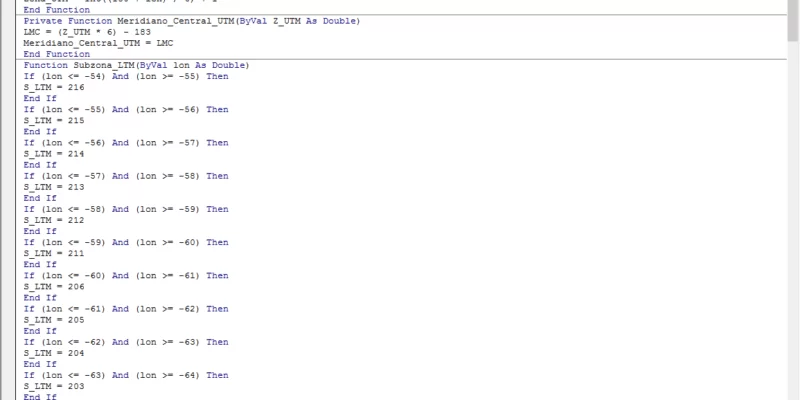 End Function
Private Function Meridiano_Central_UTM(ByVal Z_UTM As Double)
LMC = (Z_UTM * 6) - 183
Meridiano_Central_UTM = LMC
End Function
Function Subzona_LTM(ByVal lon As Double)
If (lon <= -54) And (lon >= -55) Then
S_LTM = 216
End If
If (lon <= -55) And (lon >= -56) Then
S_LTM = 215
End If
If (lon <= -56) And (lon >= -57) Then
S_LTM = 214
End If
If (lon <= -57) And (lon >= -58) Then
S_LTM = 213
End If
If (lon <= -58) And (lon >= -59) Then
S_LTM = 212
End If
If (lon <= -59) And (lon >= -60) Then
S_LTM = 211
End If
If (lon <= -60) And (lon >= -61) Then
S_LTM = 206
End If
If (lon <= -61) And (lon >= -62) Then
S_LTM = 205
End If
If (lon <= -62) And (lon >= -63) Then
S_LTM = 204
End If
If (lon <= -63) And (lon >= -64) Then
S_LTM = 203
End If